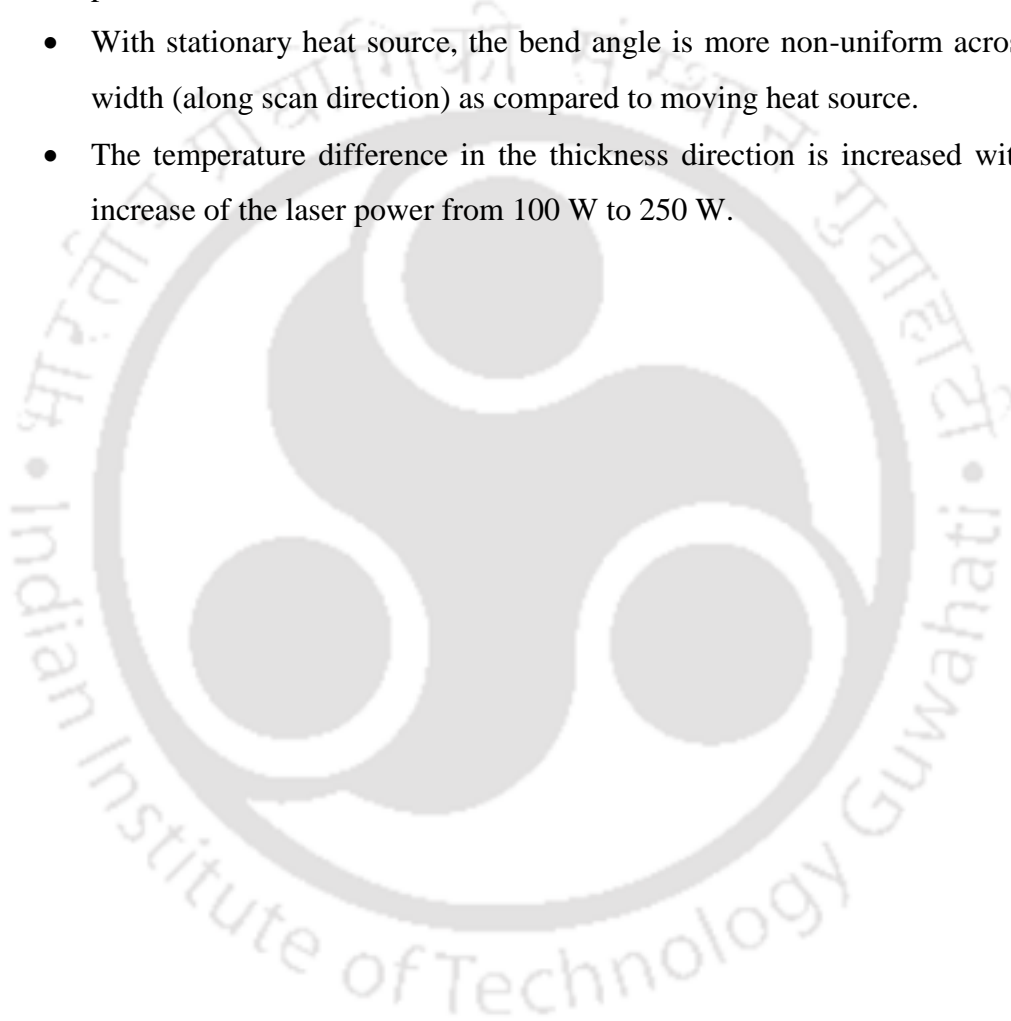 • With stationary heat source, the bend angle is more non-uniform
width (along scan direction) as compared to moving heat source.
• The temperature difference in the thickness direction is increased
increase of the laser power from 100 W to 250 W.
भारतीय प्रौद्योगिकी संस्थान गुवाहाटी
• Indian Institute of Technology Guwahati •